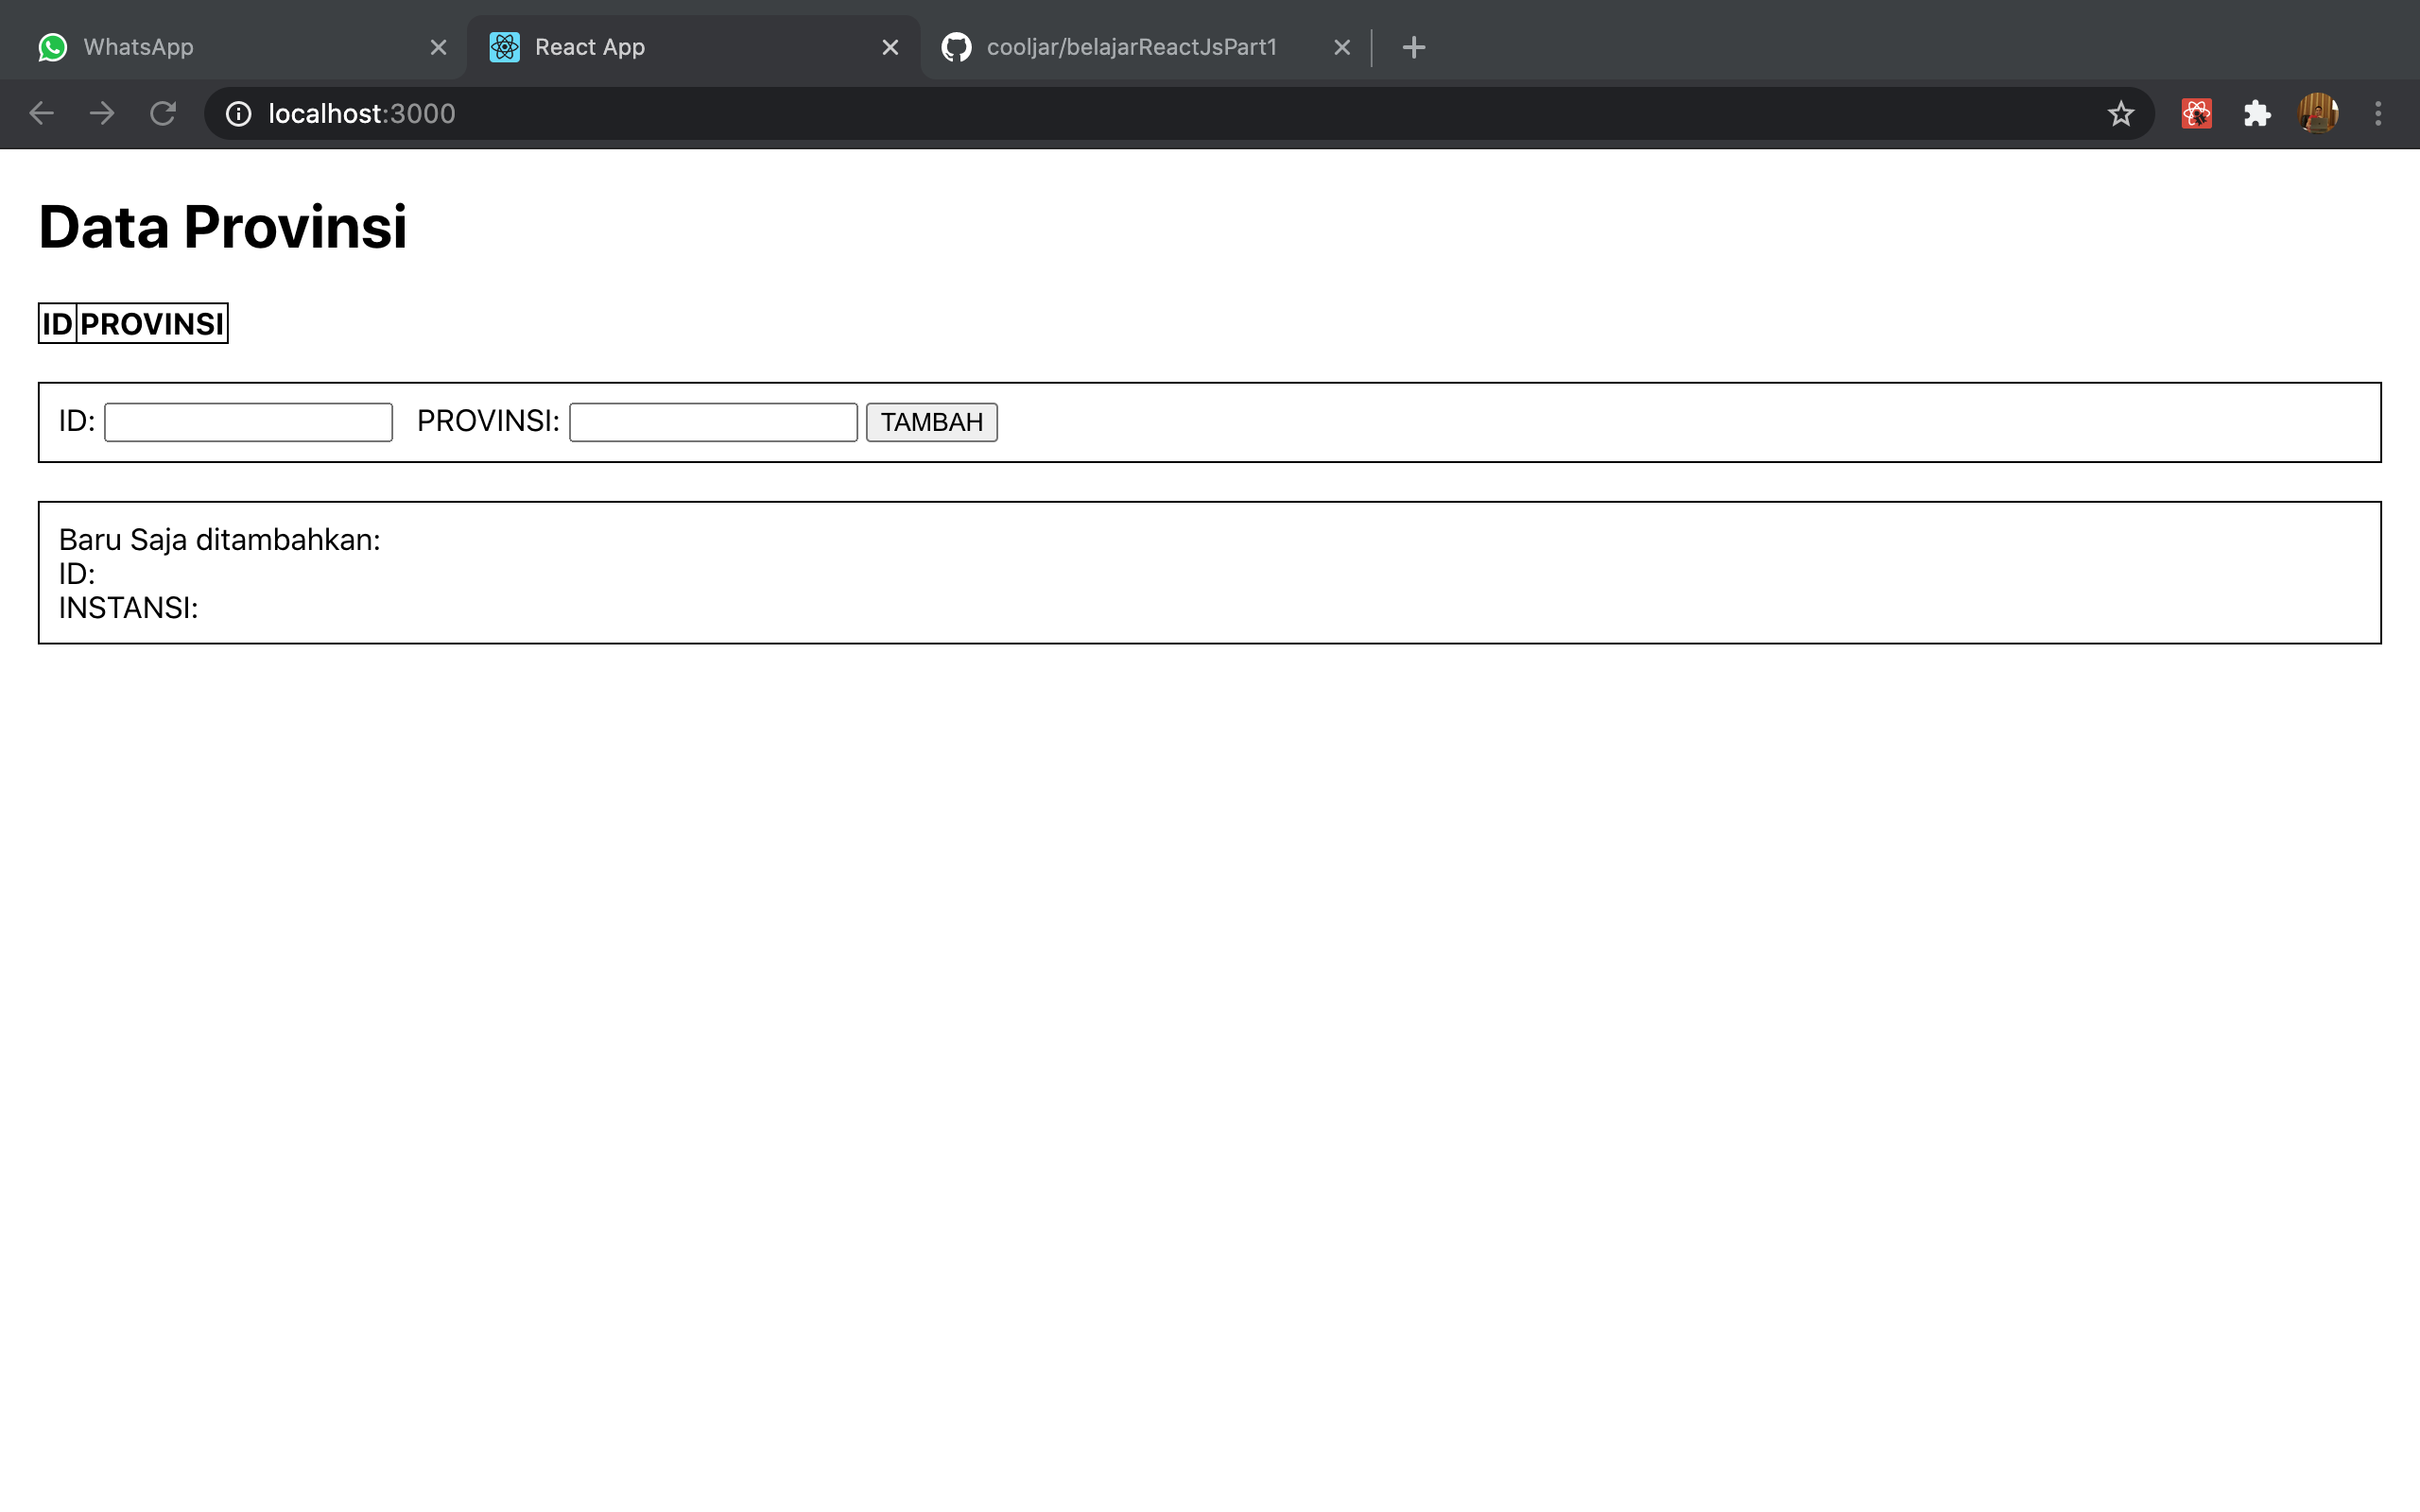 WhatsApp
React App
cooljar/belajarReactJsPart1
localhost:3000
Data Provinsi
ID PROVINSI
ID: PROVINSI: TAMBAH
Baru Saja ditambahkan:
ID:
INSTANSI: